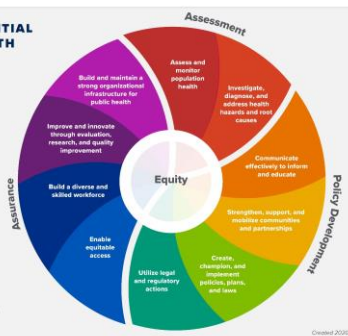 NTIAL
TH
Assessment
Assess and
monitor
population
health
Investigate,
diagnose, and
address health
hazards and root
causes
Communicate
effectively to inform
and educate
Strengthen, support, and
mobilize communities
and partnerships
Create,
champion, and
implement
policies, plans,
and laws
Utilize legal
and regulatory
actions
Enable
equitable
access
Build a diverse and
skilled workforce
Improve and innovate
through evaluation,
research, and quality
improvement
Build and maintain a
strong organizational
infrastructure for
public health
Equity
Policy Development
Assurance
Created 2020